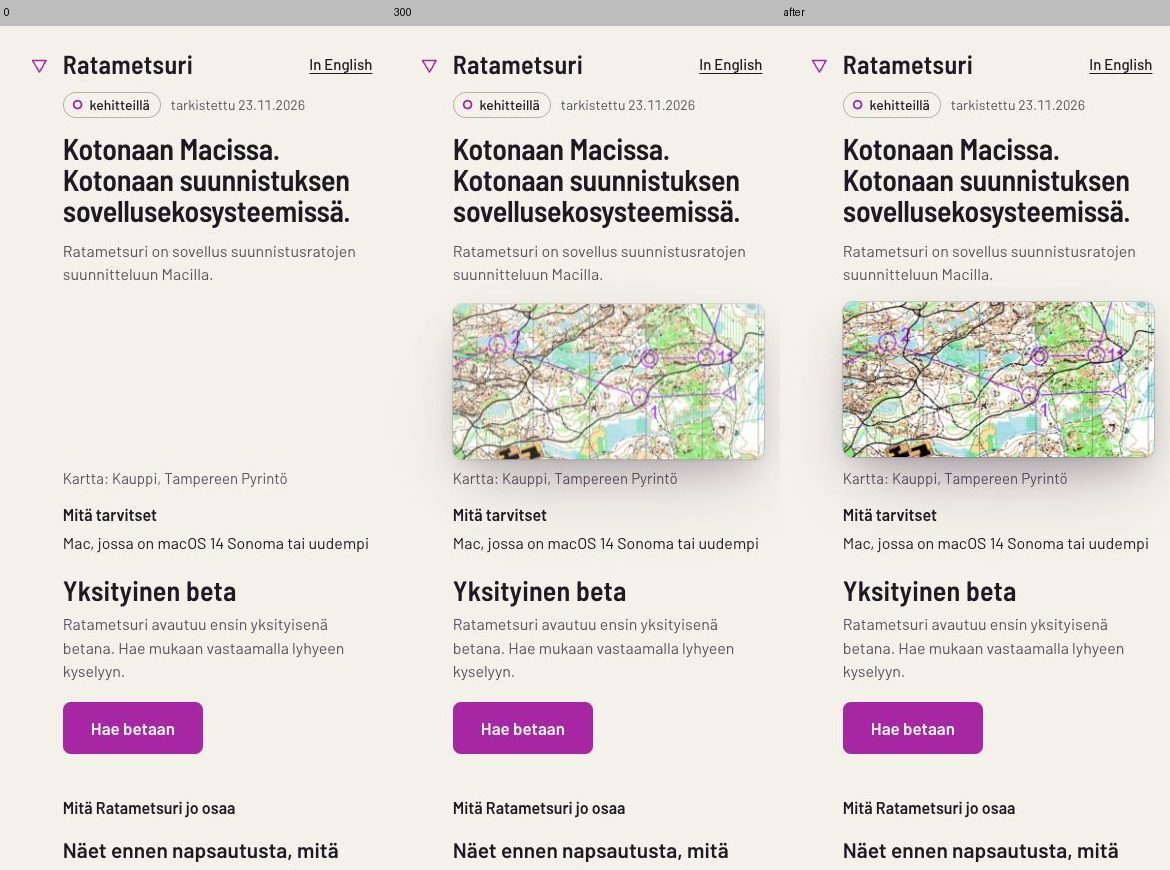 0
Ratametsuri In English
kehitteillä tarkistettu 23.11.2026
Kotonaan Macissa.
Kotonaan suunnistuksen
sovellusekosysteemissä.
Ratametsuri on sovellus suunnistusratojen
suunnitteluun Macilla.
Kartta: Kauppi, Tampereen Pyrintö
Mitä tarvitset
Mac, jossa on macOS 14 Sonoma tai uudempi
Yksityinen beta
Ratametsuri avautuu ensin yksityisenä
betana. Hae mukaan vastaamalla lyhyeen
kyselyyn.
Hae betaan
Mitä Ratametsuri jo osaa
Näet ennen napsautusta, mitä
300
Ratametsuri In English
kehitteillä tarkistettu 23.11.2026
Kotonaan Macissa.
Kotonaan suunnistuksen
sovellusekosysteemissä.
Ratametsuri on sovellus suunnistusratojen
suunnitteluun Macilla.
2
11
1
Kartta: Kauppi, Tampereen Pyrintö
Mitä tarvitset
Mac, jossa on macOS 14 Sonoma tai uudempi
Yksityinen beta
Ratametsuri avautuu ensin yksityisenä
betana. Hae mukaan vastaamalla lyhyeen
kyselyyn.
Hae betaan
Mitä Ratametsuri jo osaa
Näet ennen napsautusta, mitä
after
Ratametsuri In English
kehitteillä tarkistettu 23.11.2026
Kotonaan Macissa.
Kotonaan suunnistuksen
sovellusekosysteemissä.
Ratametsuri on sovellus suunnistusratojen
suunnitteluun Macilla.
2
11
1
Kartta: Kauppi, Tampereen Pyrintö
Mitä tarvitset
Mac, jossa on macOS 14 Sonoma tai uudempi
Yksityinen beta
Ratametsuri avautuu ensin yksityisenä
betana. Hae mukaan vastaamalla lyhyeen
kyselyyn.
Hae betaan
Mitä Ratametsuri jo osaa
Näet ennen napsautusta, mitä